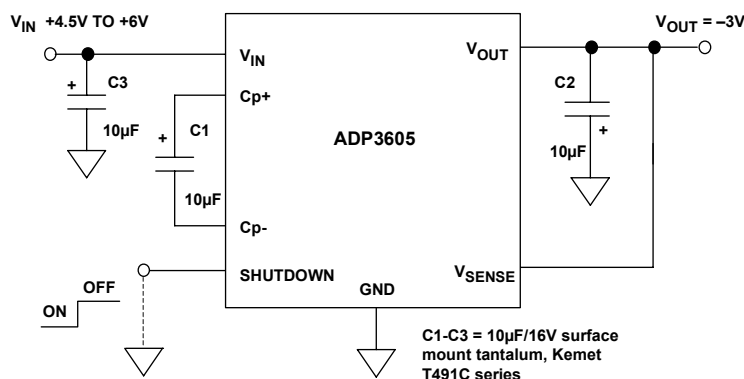 VIN +4.5V TO +6V
VOUT = –3V
C3
+
10µF
VIN
Cp+
C1
+
10µF
Cp-
SHUTDOWN
ADP3605
GND
VOUT
VSENSE
C2
+
10µF
OFF
ON
C1-C3 = 10µF/16V surface
mount tantalum, Kemet
T491C series